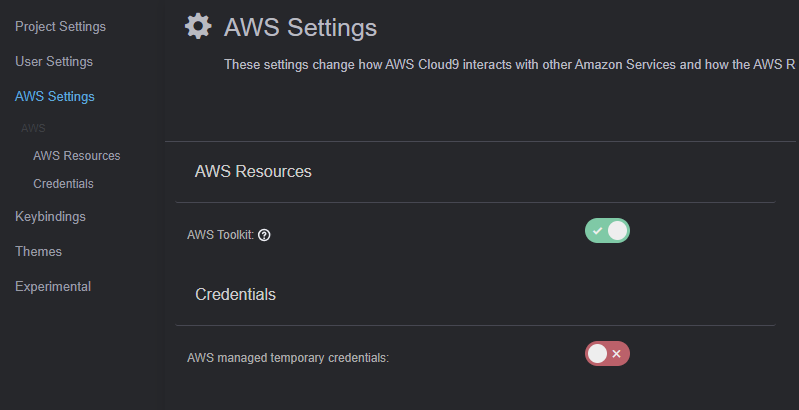 Project Settings
User Settings
AWS Settings
AWS
AWS Resources
Credentials
Keybindings
Themes
Experimental
AWS Settings
These settings change how AWS Cloud9 interacts with other Amazon Services and how the AWS R
AWS Resources
AWS Toolkit:
Credentials
AWS managed temporary credentials: